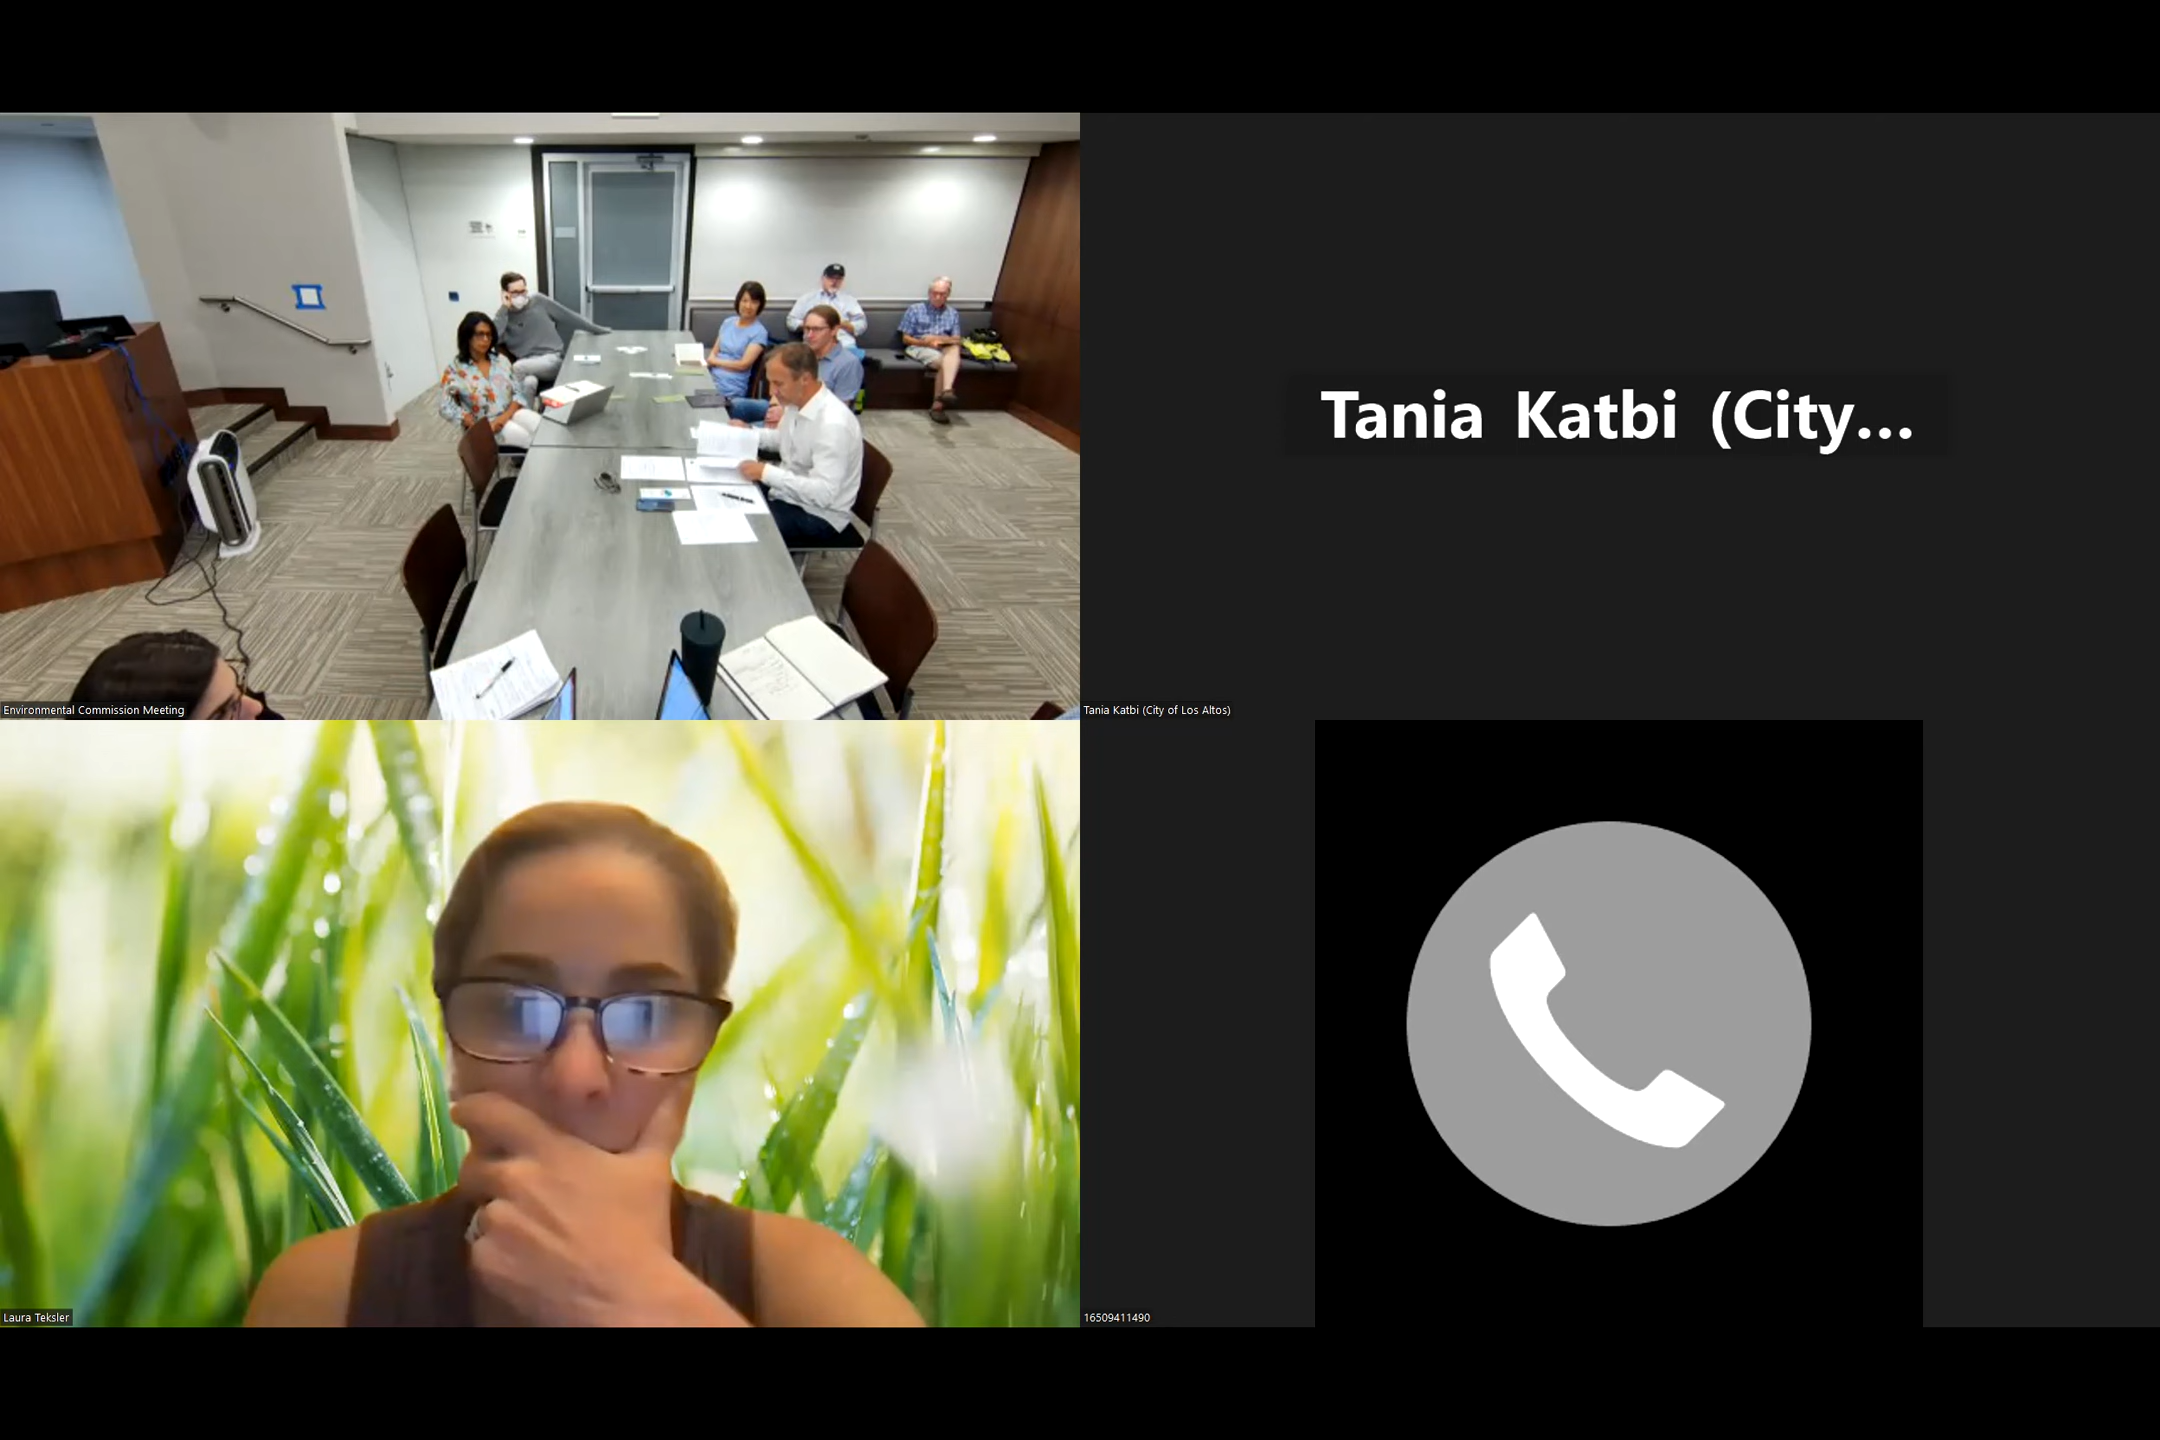 Environmental Commission Meeting
Tania Katbi (City...
Tania Katbi (City of Los Altos)
Laura Teksler
16509411490